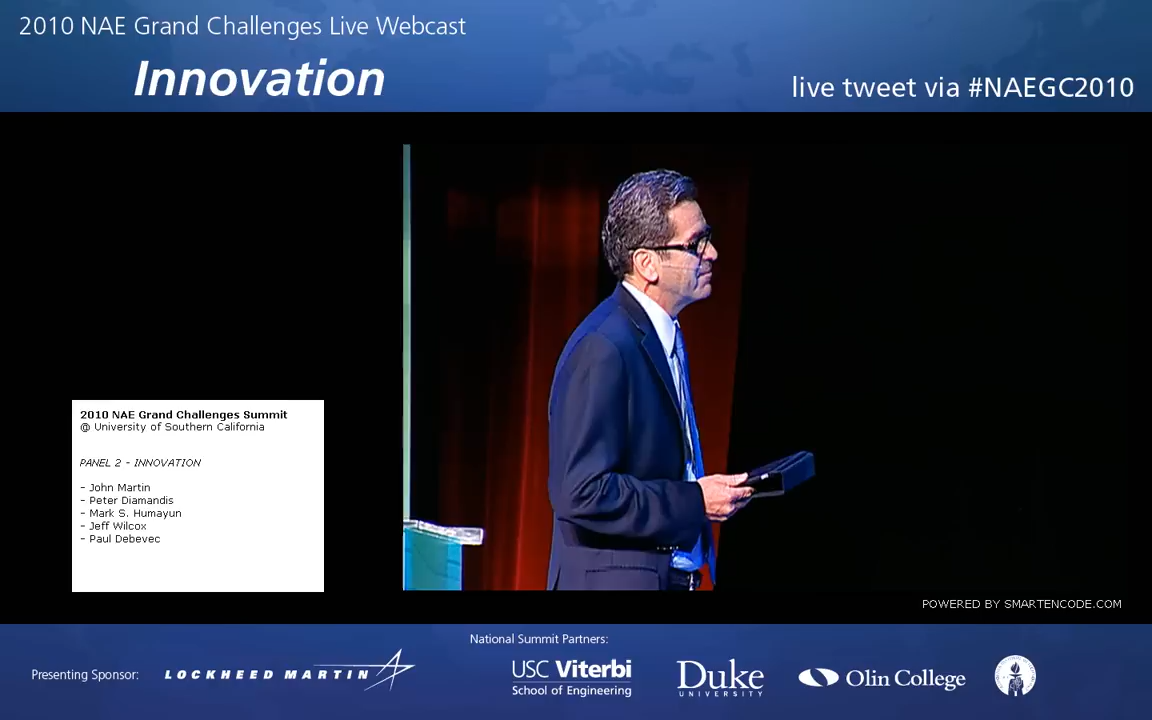 2010 NAE Grand Challenges Live Webcast
Innovation
live tweet via #NAEGC2010
2010 NAE Grand Challenges Summit
@ University of Southern California
PANEL 2 - INNOVATION
- John Martin
- Peter Diamandis
- Mark S. Humayun
- Jeff Wilcox
- Paul Debevec
POWERED BY SMARTENCODE.COM
National Summit Partners:
Presenting Sponsor:
LOCKHEED MARTIN
USC Viterbi
School of Engineering
Duke
UNIVERSITY
Olin College